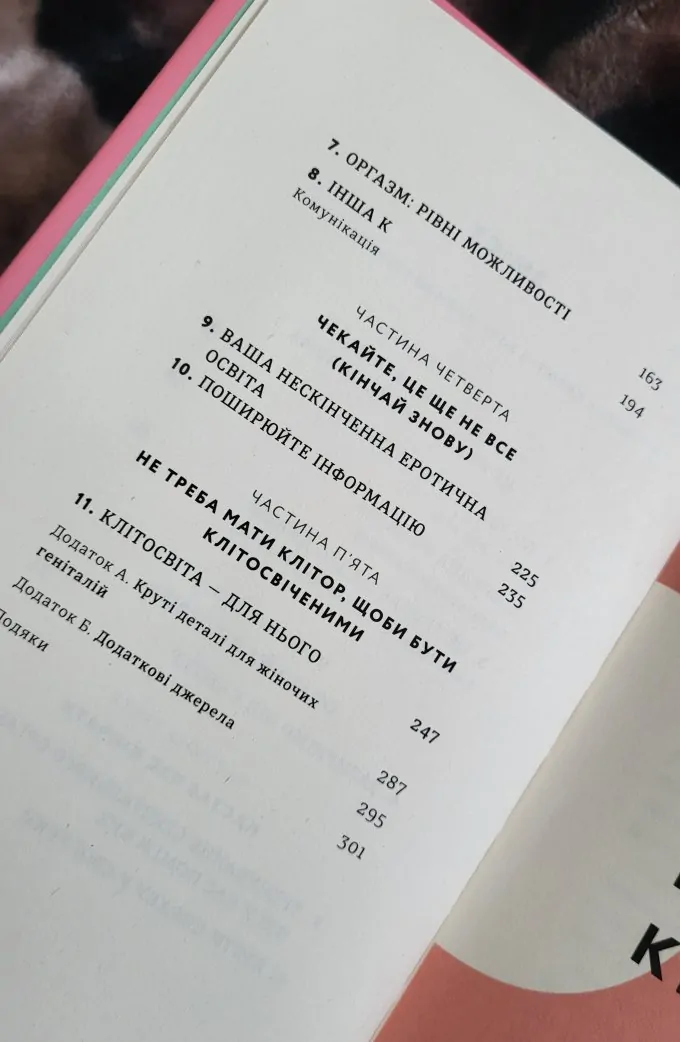 7. ОРГАЗМ: РІВНІ МОЖЛИВОСТІ 163
8. ІНША К 194
Комунікація
ЧАСТИНА ЧЕТВЕРТА
ЧЕКАЙТЕ, ЦЕ ЩЕ НЕ ВСЕ
(КІНЧАЙ ЗНОВУ)
9. ВАША НЕСКІНЧЕННА ЕРОТИЧНА
ОСВІТА 225
10. ПОШИРЮЙТЕ ІНФОРМАЦІЮ 235
ЧАСТИНА П'ЯТА
НЕ ТРЕБА МАТИ КЛІТОР, ЩОБИ БУТИ
КЛІТОСВІЧЕНИМИ
11. КЛІТОСВІТА – ДЛЯ НЬОГО 247
Додаток А. Круті деталі для жіночих
геніталій 287
Додаток Б. Додаткові джерела 295
Подяки 301